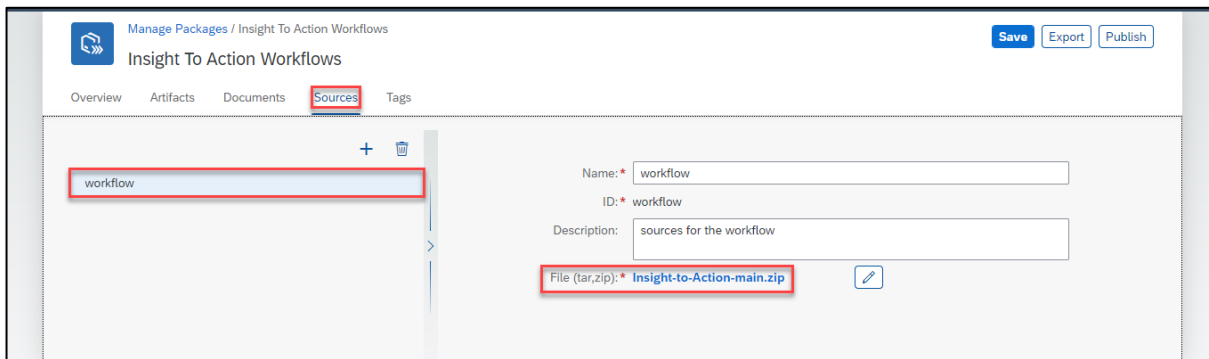 Manage Packages / Insight To Action Workflows
Insight To Action Workflows
Save Export Publish
Overview Artifacts Documents Sources Tags
workflow
Name:* workflow
ID:* workflow
Description: sources for the workflow
File (tar,zip):* Insight-to-Action-main.zip